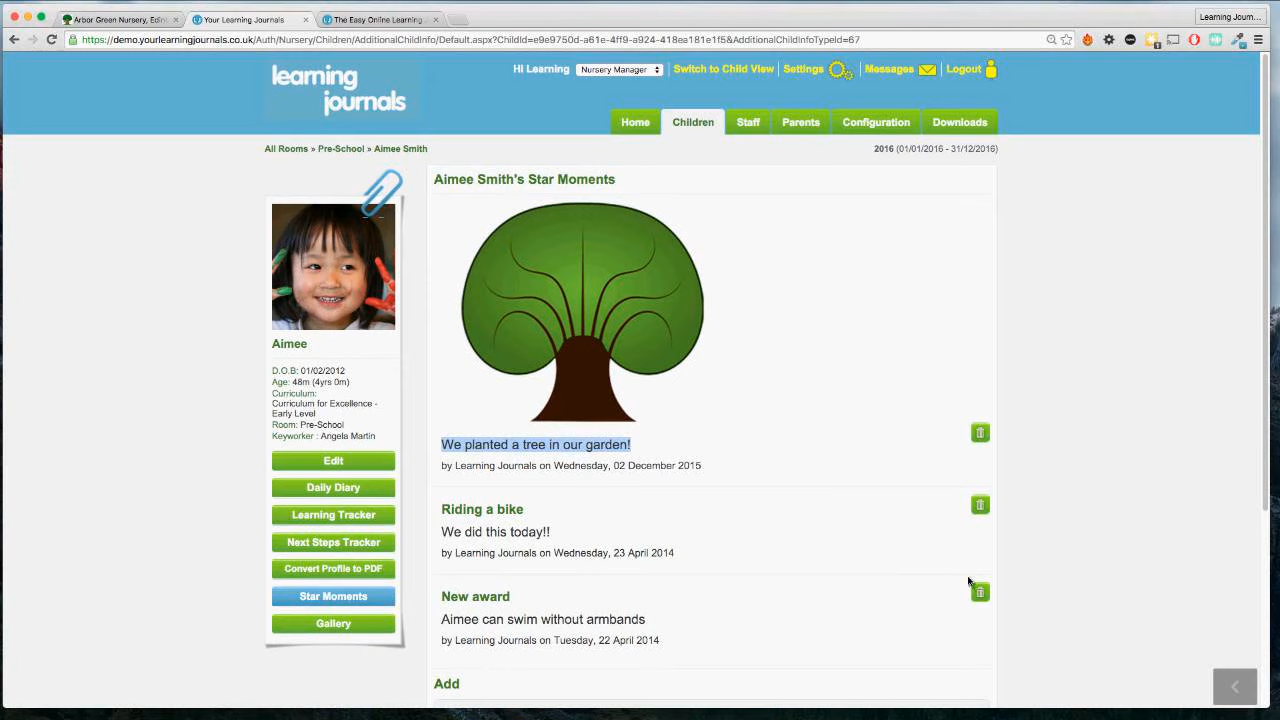 Arbor Green Nursery, Edin
Your Learning Journals
The Easy Online Learning
Learning Journ...
https://demo.yourlearningjournals.co.uk/Auth/Nursery/Children/AdditionalChildInfo/Default.aspx?ChildId=e9e9750d-a61e-4ff9-a924-418ea181e1f5&AdditionalChildInfoTypeId=67
learning
journals
Hi Learning
Nursery Manager
Switch to Child View
Settings
Messages
Logout
Home
Children
Staff
Parents
Configuration
Downloads
All Rooms » Pre-School » Aimee Smith
2016 (01/01/2016 - 31/12/2016)
Aimee
D.O.B: 01/02/2012
Age: 48m (4yrs 0m)
Curriculum:
Curriculum for Excellence -
Early Level
Room: Pre-School
Keyworker : Angela Martin
Edit
Daily Diary
Learning Tracker
Next Steps Tracker
Convert Profile to PDF
Star Moments
Gallery
Aimee Smith's Star Moments
We planted a tree in our garden!
by Learning Journals on Wednesday, 02 December 2015
Riding a bike
We did this today!!
by Learning Journals on Wednesday, 23 April 2014
New award
Aimee can swim without armbands
by Learning Journals on Tuesday, 22 April 2014
Add